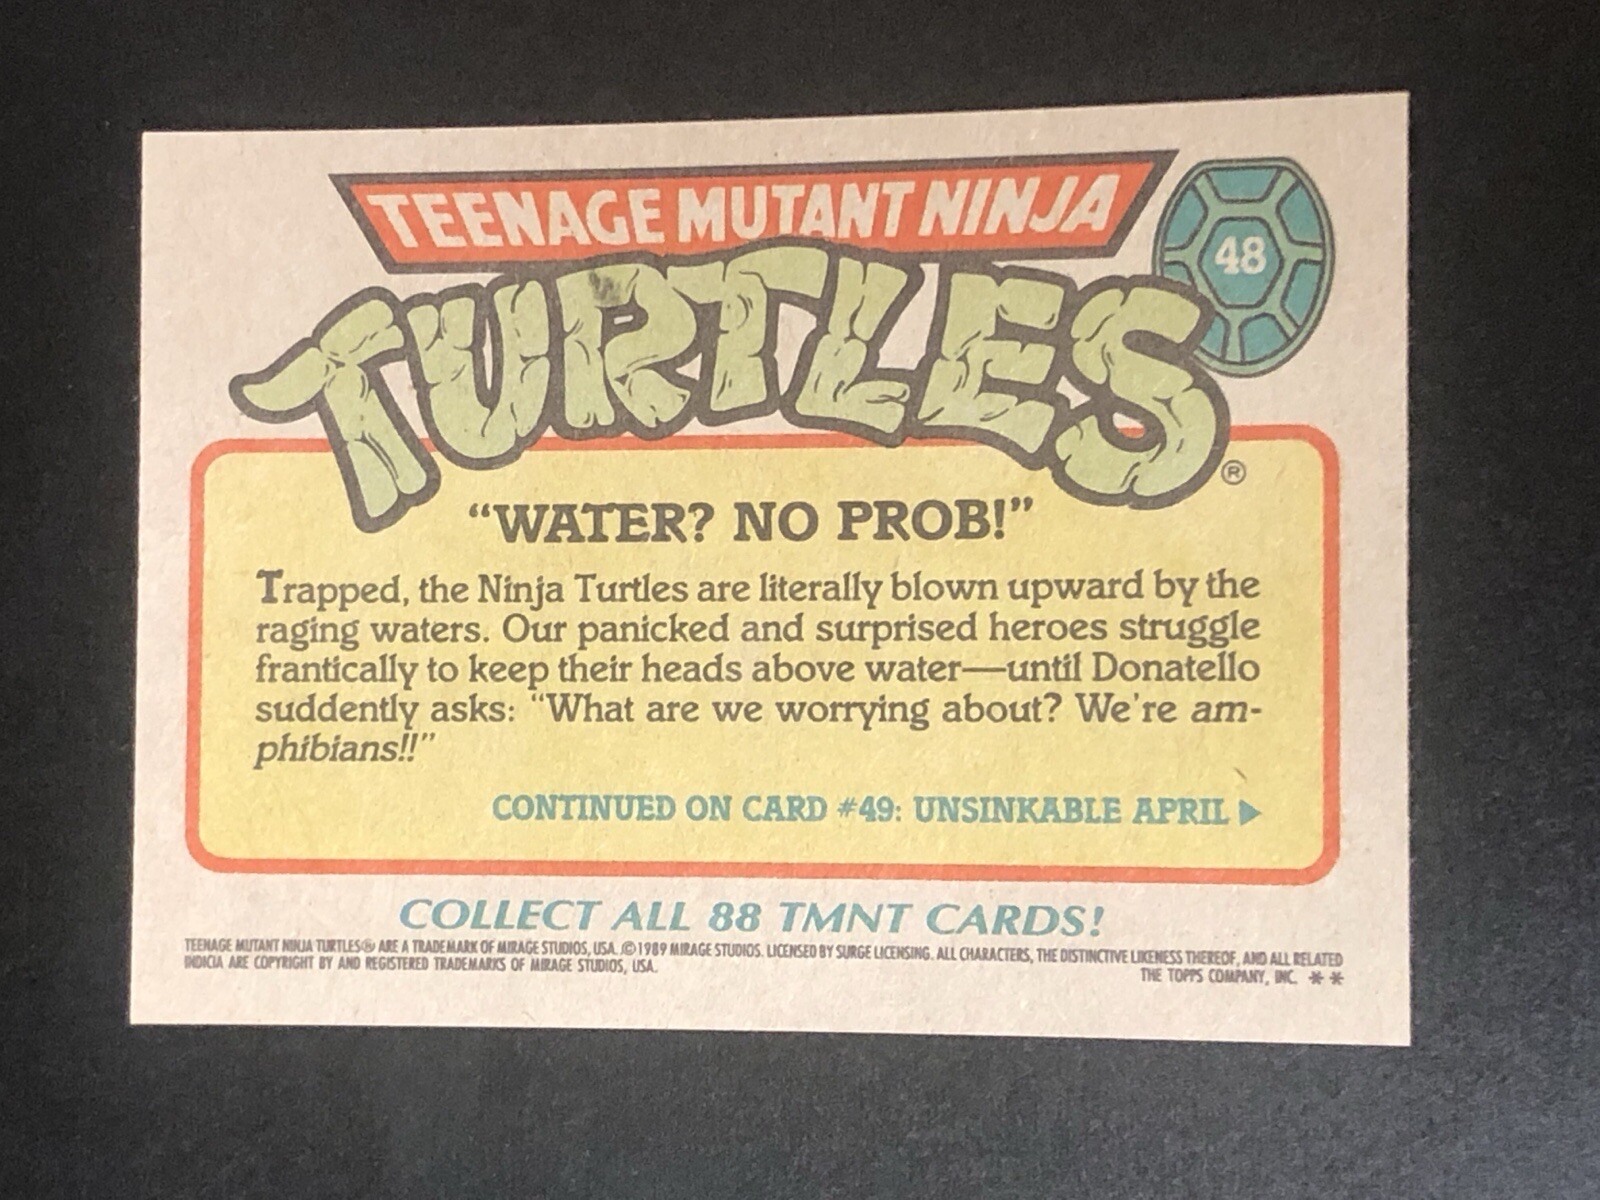 TEENAGE MUTANT NINJA
TURTLES®
48
“WATER? NO PROB!”
Trapped, the Ninja Turtles are literally blown upward by the
raging waters. Our panicked and surprised heroes struggle
frantically to keep their heads above water—until Donatello
suddently asks: “What are we worrying about? We're am-
phibians!!”
CONTINUED ON CARD #49: UNSINKABLE APRIL ▶
COLLECT ALL 88 TMNT CARDS!
TEENAGE MUTANT NINJA TURTLES® ARE A TRADEMARK OF MIRAGE STUDIOS, USA. ©1989 MIRAGE STUDIOS. LICENSED BY SURGE LICENSING. ALL CHARACTERS, THE DISTINCTIVE LIKENESS THEREOF, AND ALL RELATED
INDICIA ARE COPYRIGHT BY AND REGISTERED TRADEMARKS OF MIRAGE STUDIOS, USA.
THE TOPPS COMPANY, INC. * *